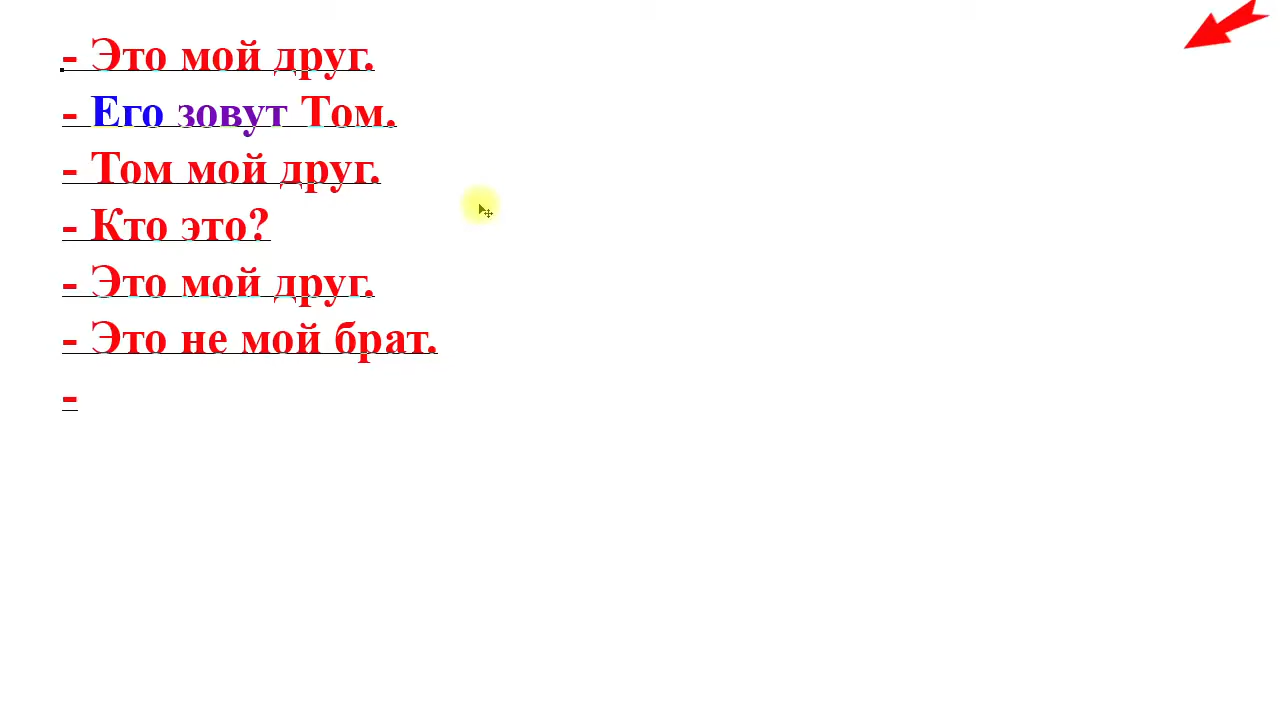 - Это мой друг.
- Его зовут Том.
- Том мой друг.
- Кто это?
- Это мой друг.
- Это не мой брат.
-